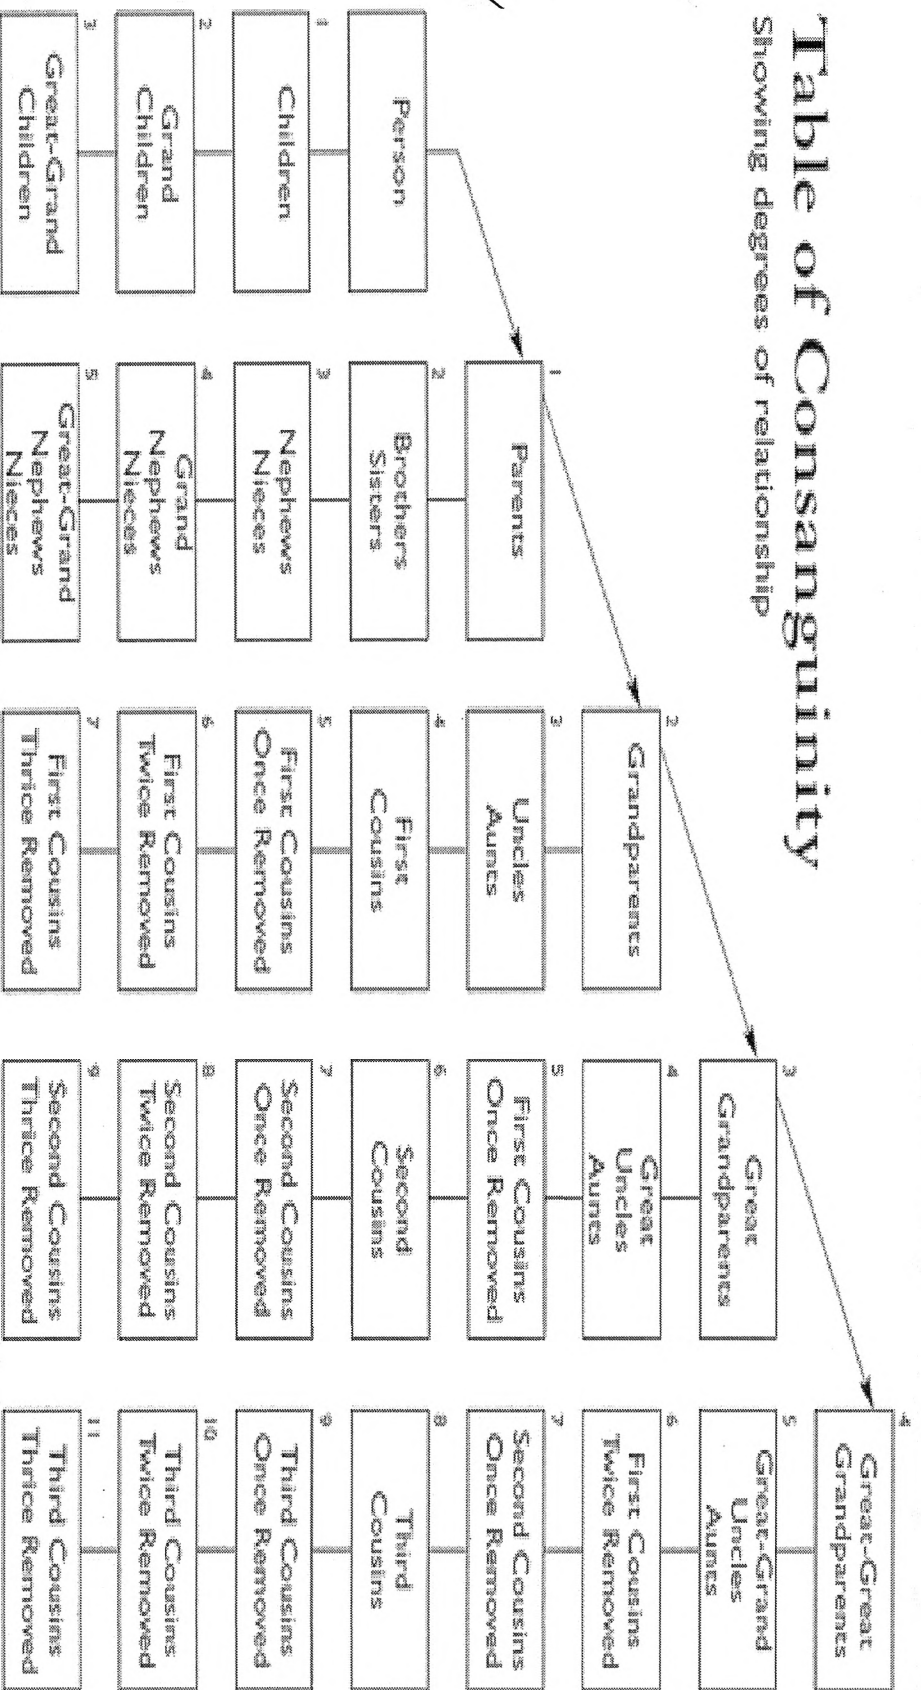 Table of Consanguinity
Showing degrees of relationship
Person
1
Children
2
Grand
Children
3
Great-Grand
Children
1
Parents
2
Brothers
Sisters
3
Nephews
Nieces
4
Grand
Nephews
Nieces
5
Great-Grand
Nephews
Nieces
2
Grandparents
3
Uncles
Aunts
4
First
Cousins
5
First Cousins
Once Removed
6
First Cousins
Twice Removed
7
First Cousins
Thrice Removed
3
Great
Grandparents
4
Great
Uncles
Aunts
5
First Cousins
Once Removed
6
Second
Cousins
7
Second Cousins
Once Removed
8
Second Cousins
Twice Removed
9
Second Cousins
Thrice Removed
4
Great-Great
Grandparents
5
Great-Grand
Uncles
Aunts
6
First Cousins
Twice Removed
7
Second Cousins
Once Removed
8
Third
Cousins
9
Third Cousins
Once Removed
10
Third Cousins
Twice Removed
11
Third Cousins
Thrice Removed